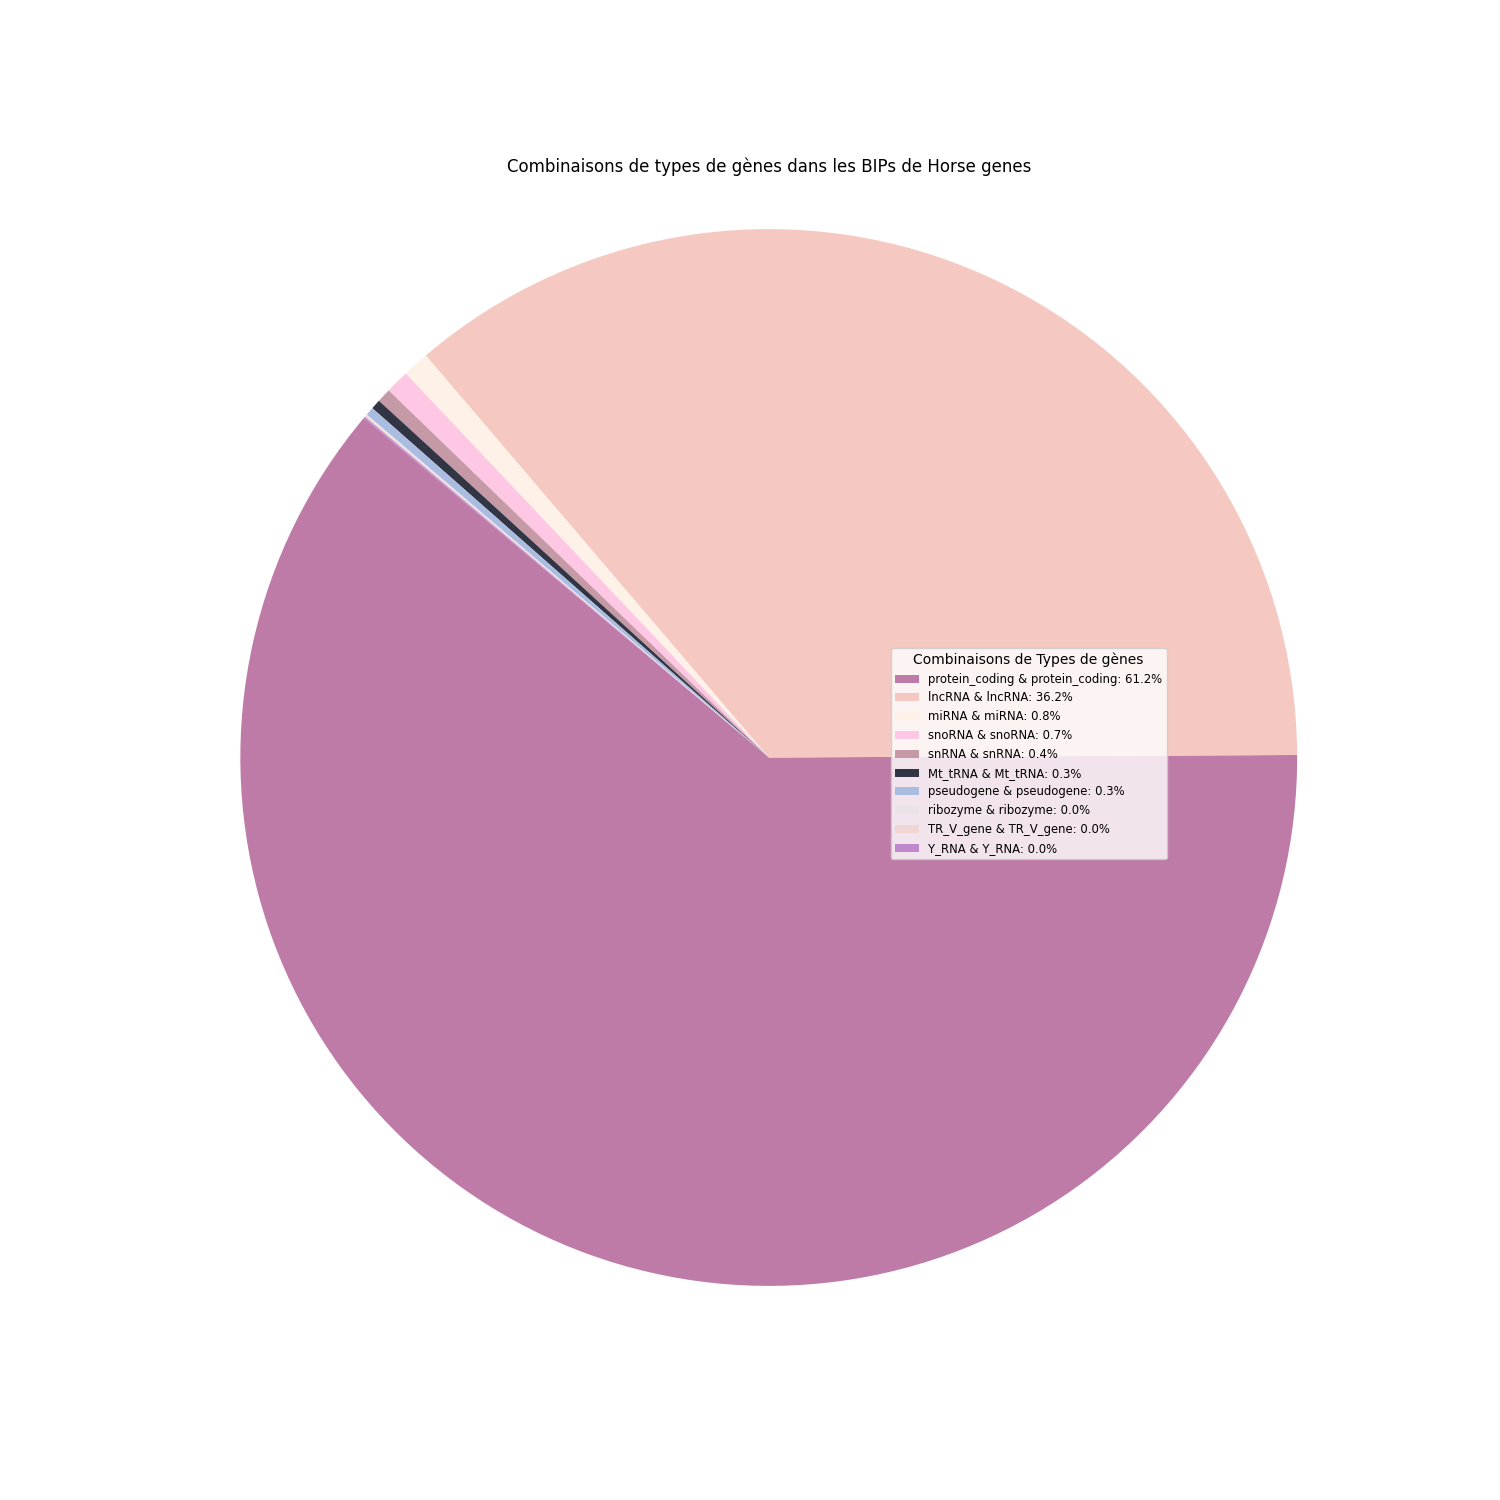 Combinaisons de types de gènes dans les BIPs de Horse genes
Combinaisons de Types de gènes
protein_coding & protein_coding: 61.2%
lncRNA & lncRNA: 36.2%
miRNA & miRNA: 0.8%
snoRNA & snoRNA: 0.7%
snRNA & snRNA: 0.4%
Mt_tRNA & Mt_tRNA: 0.3%
pseudogene & pseudogene: 0.3%
ribozyme & ribozyme: 0.0%
TR_V_gene & TR_V_gene: 0.0%
Y_RNA & Y_RNA: 0.0%